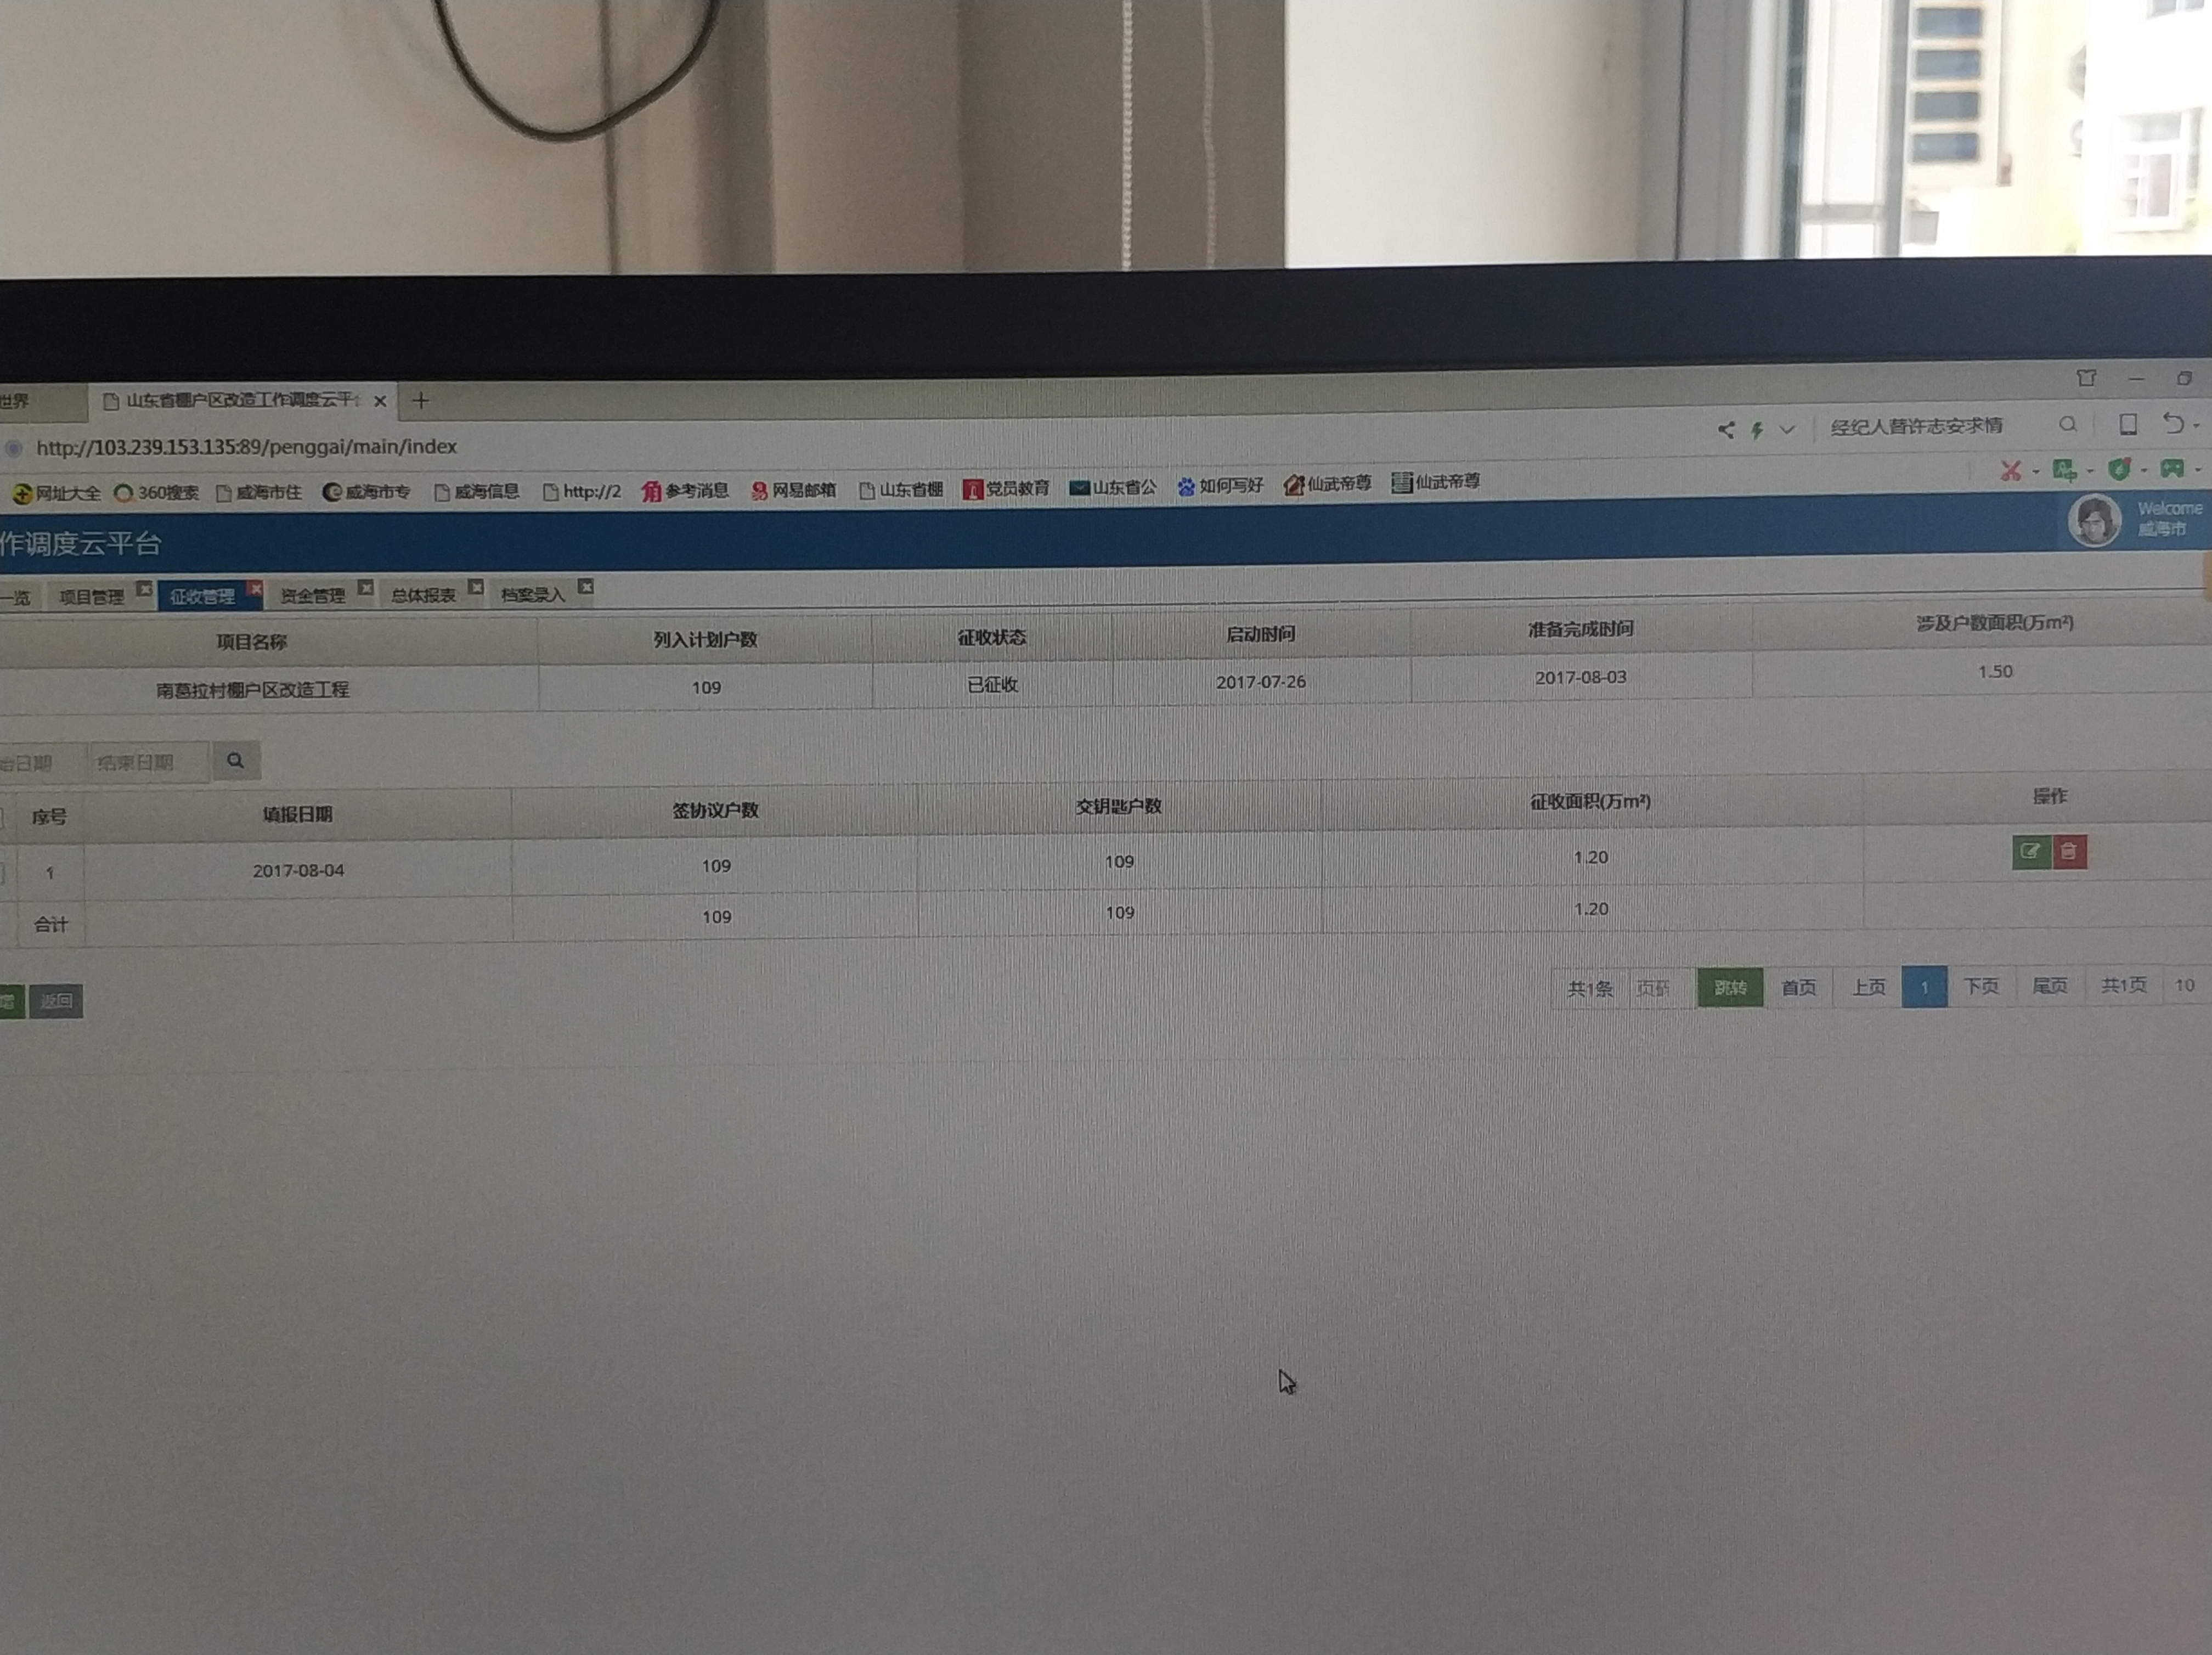 世界 山东省棚户区改造工作调度云平
http://103.239.153.135:89/penggai/main/index 经纪人替许志安求情
网址大全 360搜索 威海市住 威海市专 威海信息 http://2 参考消息 网易邮箱 山东省棚 党员教育 山东省公 如何写好 仙武帝尊 仙武帝尊
作调度云平台 Welcome
威海市
一览 项目管理 征收管理 资金管理 总体报表 档案录入
项目名称 列入计划户数 征收状态 启动时间 准备完成时间 涉及户数面积(万m²)
南葛拉村棚户区改造工程 109 已征收 2017-07-26 2017-08-03 1.50
始日期 结束日期
序号 填报日期 签协议户数 交钥匙户数 征收面积(万m²) 操作
1 2017-08-04 109 109 1.20
合计 109 109 1.20
增 返回 共1条 页码 跳转 首页 上页 1 下页 尾页 共1页 10